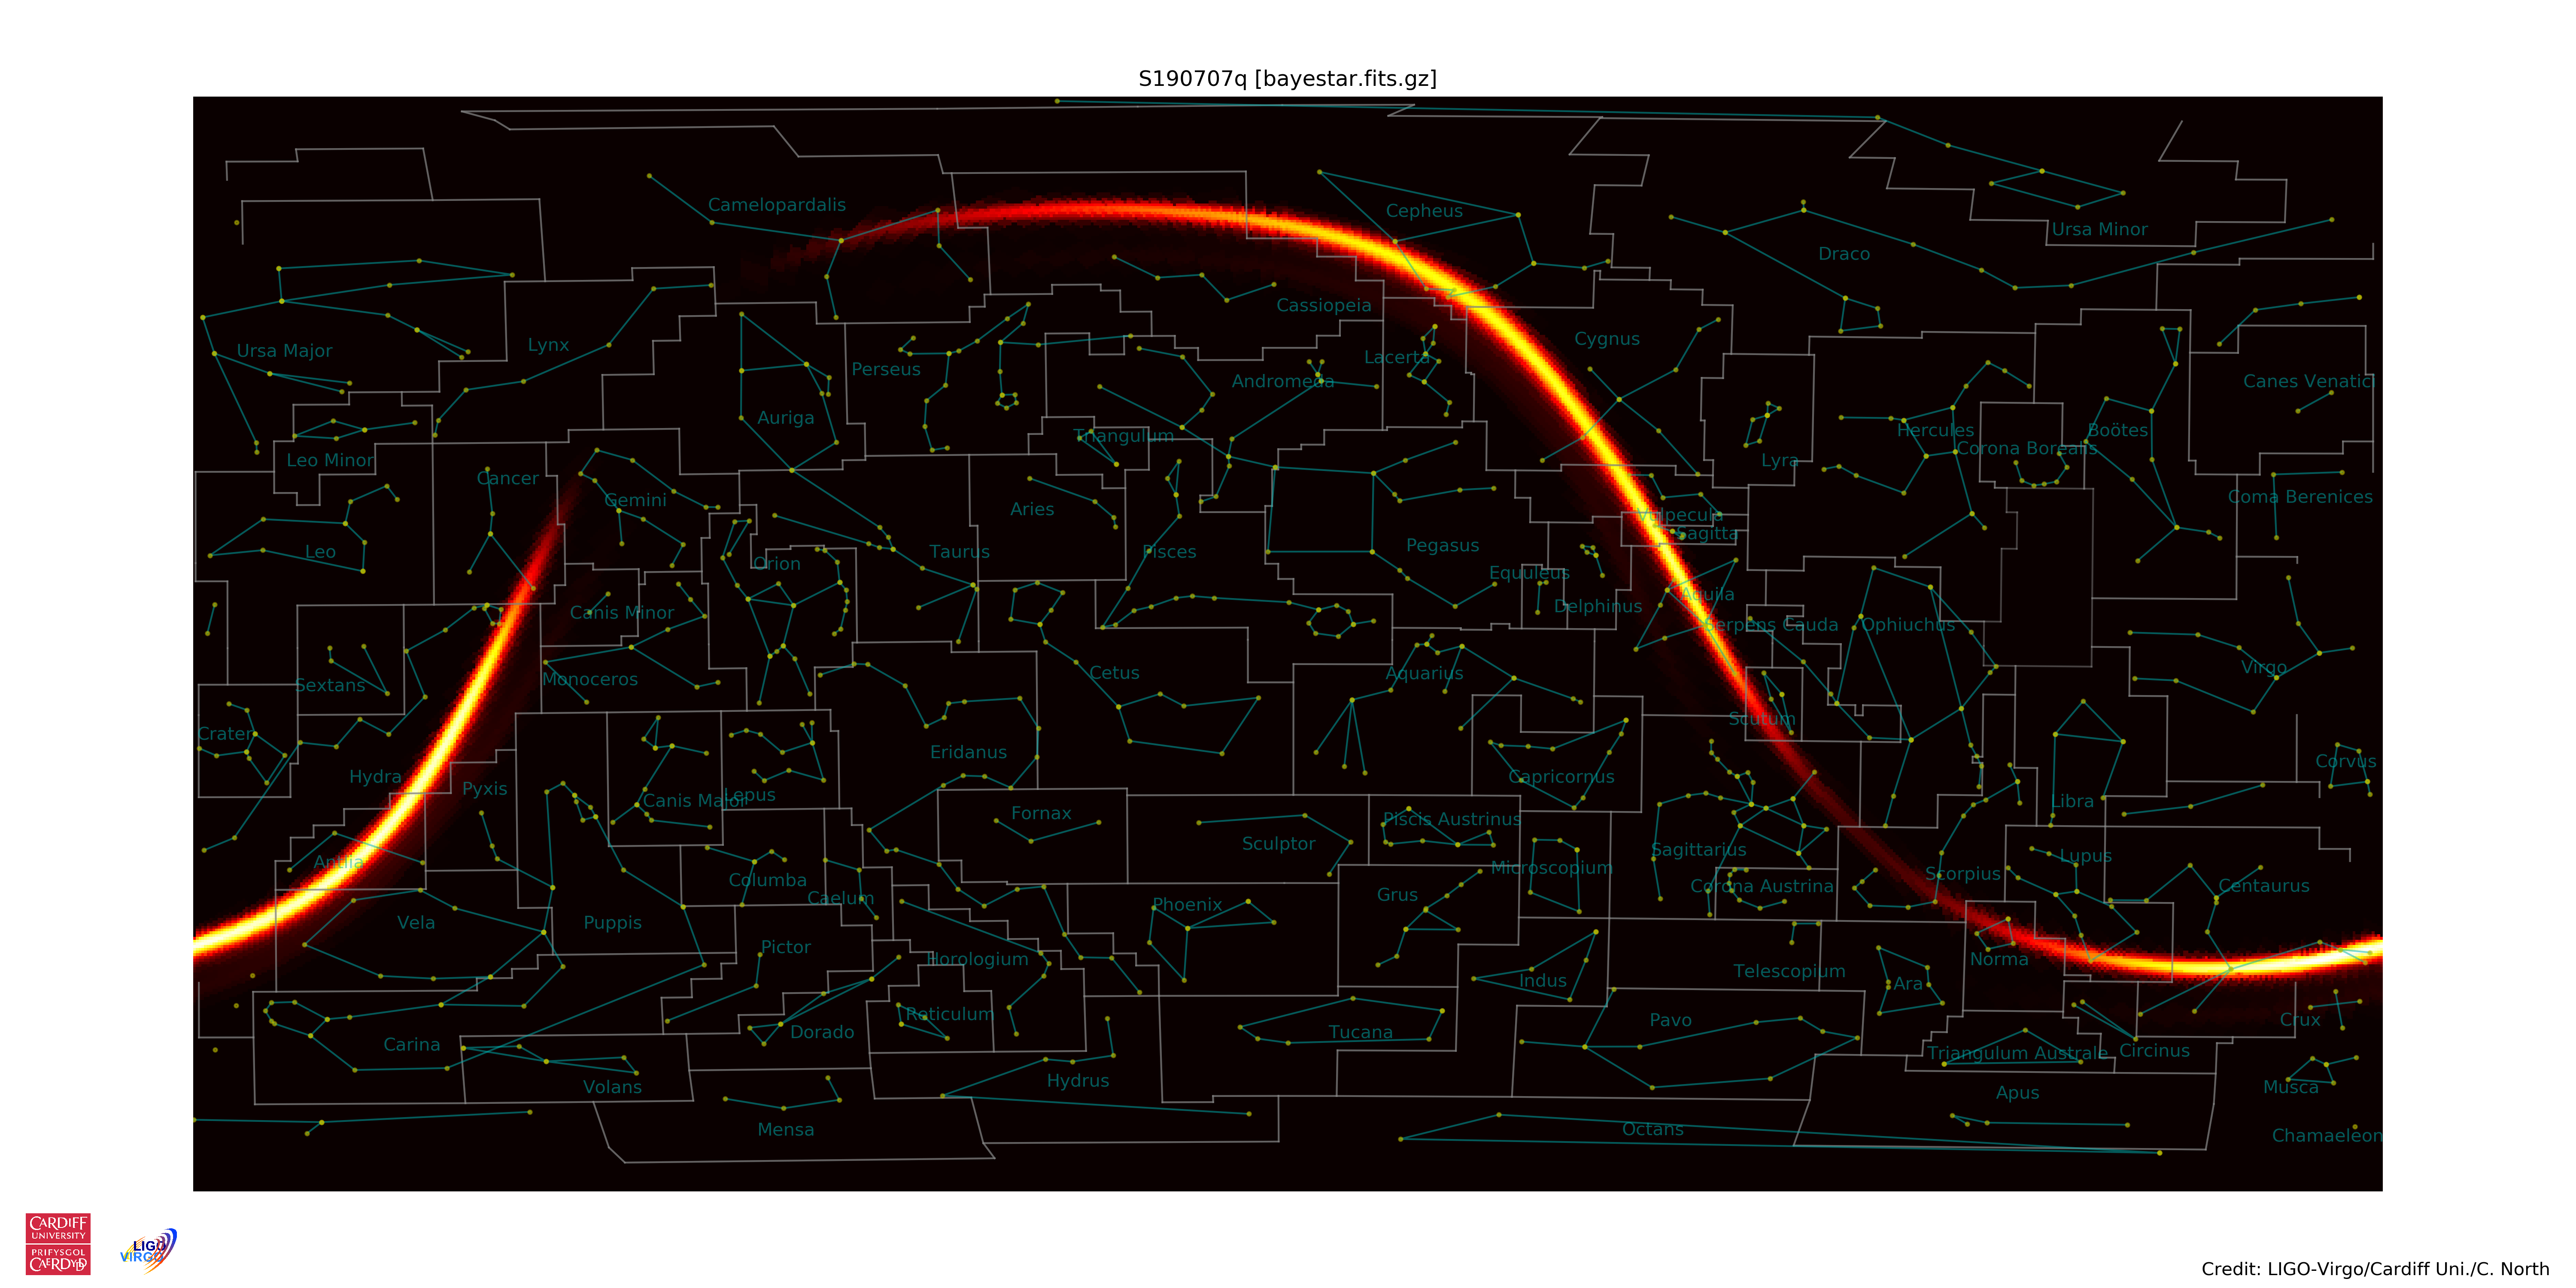 S190707q [bayestar.fits.gz]
Camelopardalis
Cepheus
Ursa Minor
Draco
Cassiopeia
Ursa Major
Lynx
Perseus
Cygnus
Lacerta
Andromeda
Canes Venatici
Auriga
Triangulum
Hercules
Boötes
Corona Borealis
Leo Minor
Lyra
Cancer
Gemini
Coma Berenices
Aries
Vulpecula
Sagitta
Leo
Taurus
Pisces
Pegasus
Orion
Equuleus
Aquila
Canis Minor
Delphinus
Serpens Cauda
Ophiuchus
Virgo
Cetus
Aquarius
Monoceros
Sextans
Scutum
Crater
Eridanus
Corvus
Hydra
Capricornus
Pyxis
Lepus
Canis Major
Libra
Fornax
Piscis Austrinus
Sculptor
Sagittarius
Lupus
Antlia
Microscopium
Scorpius
Columba
Corona Austrina
Centaurus
Caelum
Grus
Phoenix
Vela
Puppis
Pictor
Horologium
Norma
Telescopium
Indus
Ara
Reticulum
Pavo
Crux
Dorado
Tucana
Carina
Circinus
Triangulum Australe
Hydrus
Volans
Musca
Apus
Mensa
Octans
Chamaeleon
CARDIFF
UNIVERSITY
PRIFYSGOL
CAERDYDD
LIGO
VIRGO
Credit: LIGO-Virgo/Cardiff Uni./C. North